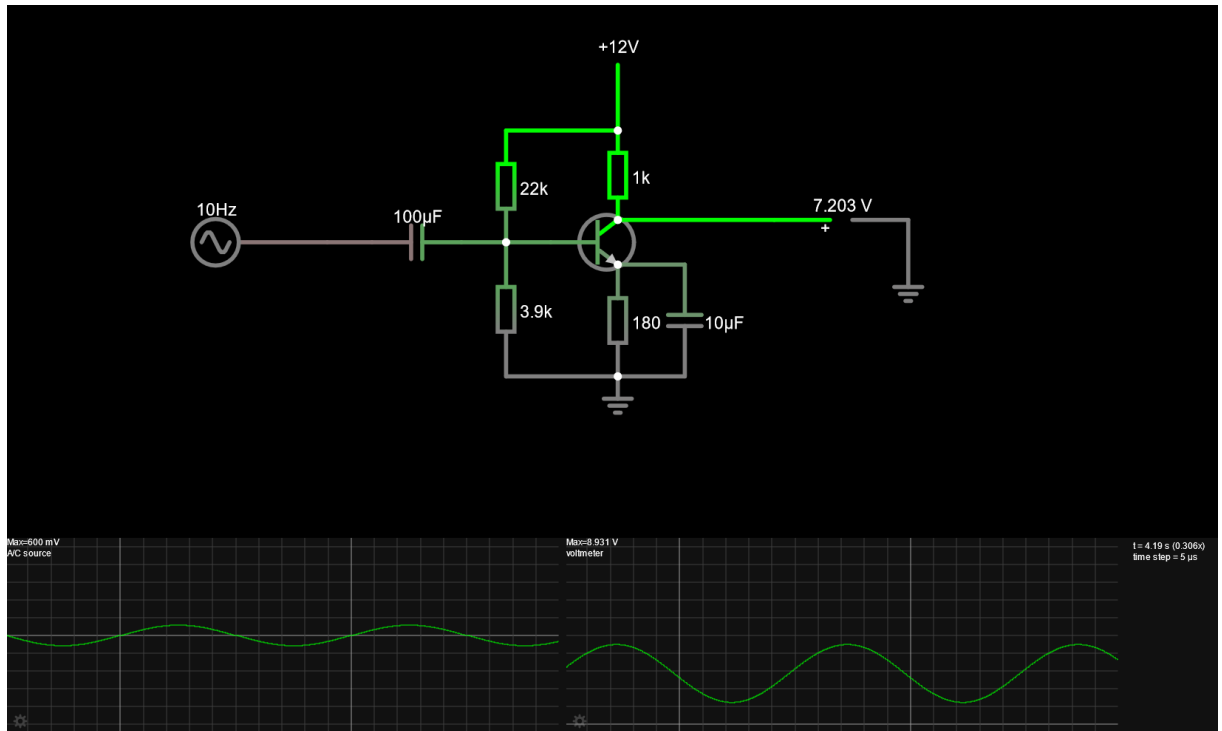 +12V
22k
1k
10Hz
100µF
7.203 V
+
3.9k
180
10µF
Max=600 mV
A/C source
Max=8.931 V
voltmeter
t = 4.19 s (0.306x)
time step = 5 µs